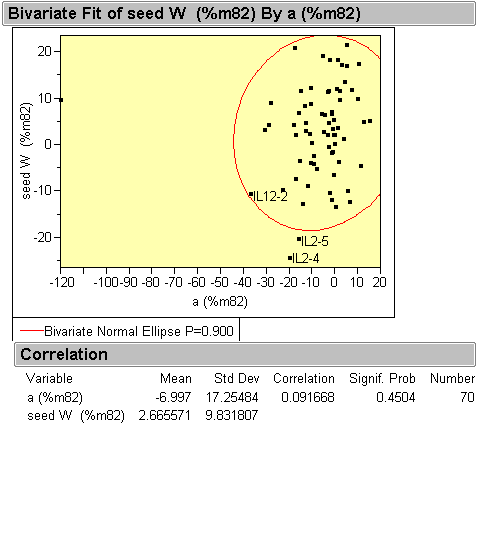 Bivariate Fit of seed W (%m82) By a (%m82)
20
10
0
-10
-20
seed W (%m82)
IL12-2
IL2-5
IL2-4
-120 -100 -90 -80 -70 -60 -50 -40 -30 -20 -10 0 10 20
a (%m82)
Bivariate Normal Ellipse P=0.900
Correlation
Variable Mean Std Dev Correlation Signif. Prob Number
a (%m82) -6.997 17.25484 0.091668 0.4504 70
seed W (%m82) 2.665571 9.831807